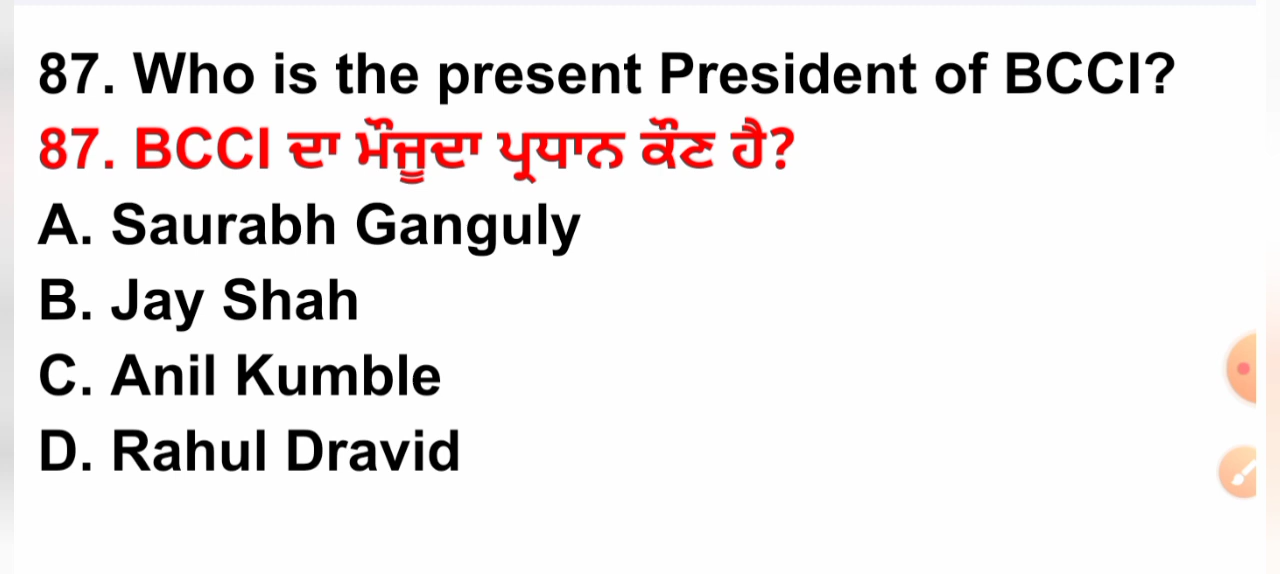 87. Who is the present President of BCCI?
87. BCCI ਦਾ ਮੌਜੂਦਾ ਪ੍ਰਧਾਨ ਕੌਣ ਹੈ?
A. Saurabh Ganguly
B. Jay Shah
C. Anil Kumble
D. Rahul Dravid